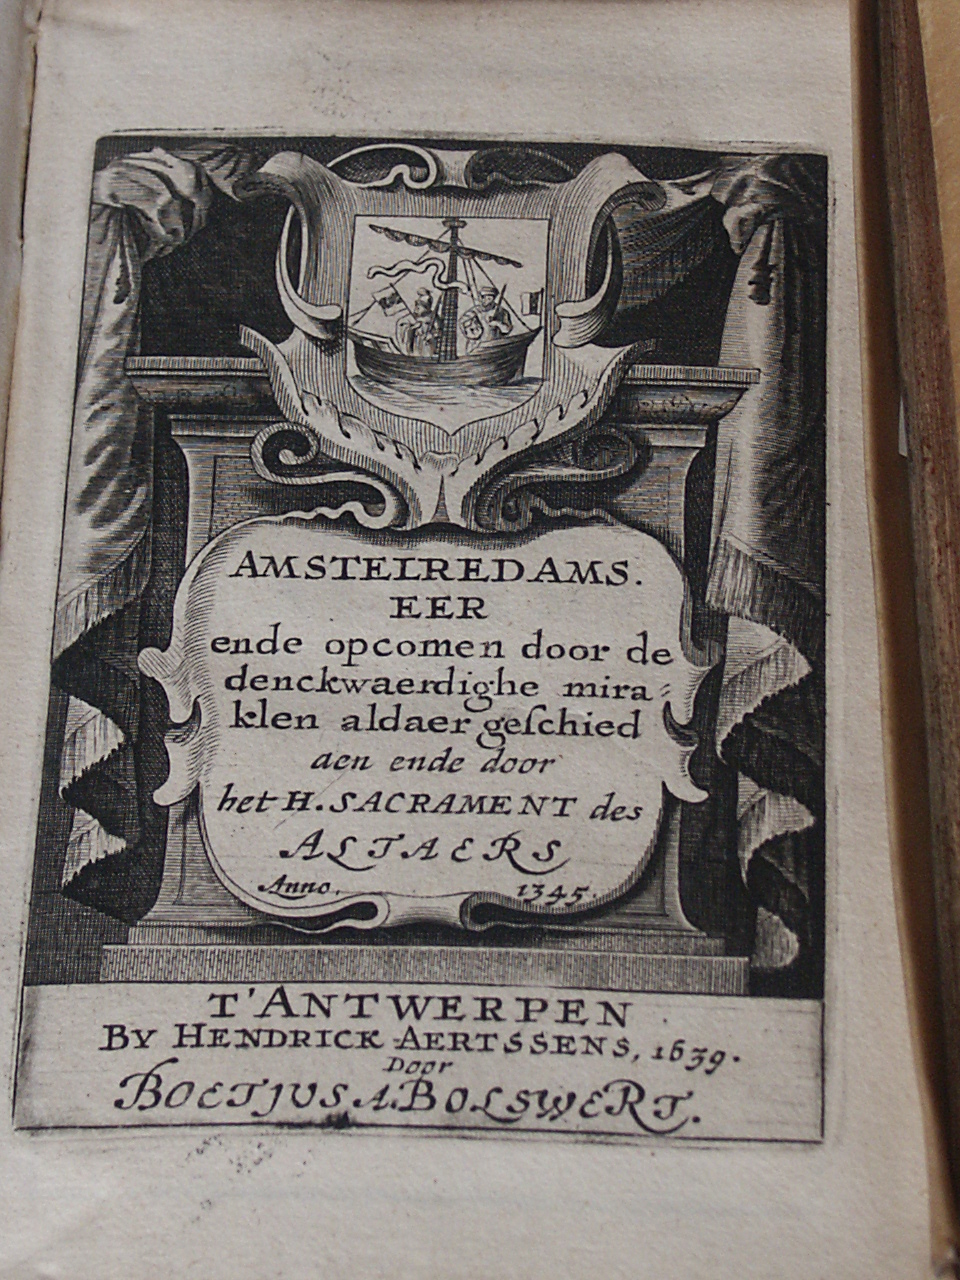 AMSTELREDAMS.
EER
ende opcomen door de
denckwaerdighe mira⸗
klen aldaer geſchied
aen ende door
het H. SACRAMENT des
ALTAERS
Anno. 1345.
T'ANTWERPEN
BY HENDRICK AERTSSENS, 1639.
Door
BOETIUS A. BOLSWERT.